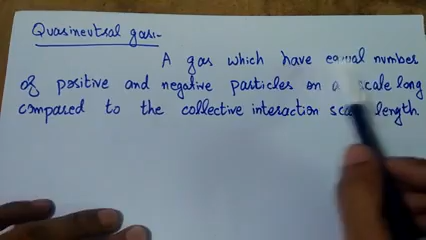 Quasineutral gas:-
A gas which have equal number
of positive and negative particles on a scale long
compared to the collective interaction scale length.